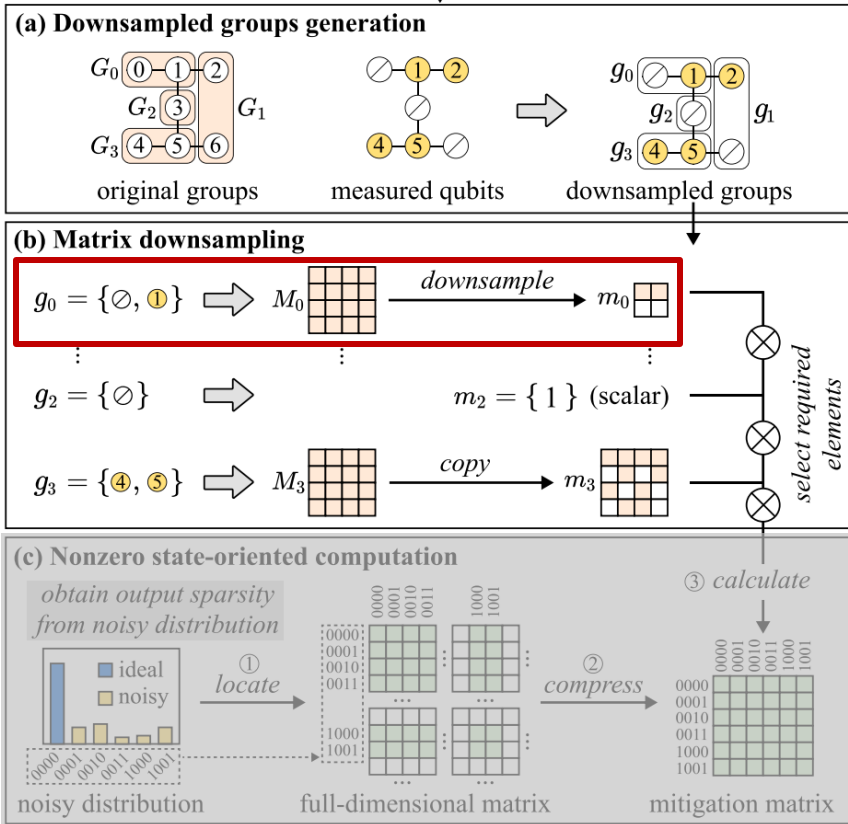 (a) Downsampled groups generation
G₀ 0 1 2
G₂ 3 G₁
G₃ 4 5 6
original groups
∅ 1 2
∅
4 5 ∅
measured qubits
g₀ ∅ 1 2
g₂ ∅ g₁
g₃ 4 5 ∅
downsampled groups
(b) Matrix downsampling
g₀ = {∅, 1} M₀ downsample m₀
⋮ ⋮ ⋮
g₂ = {∅} m₂ = { 1 } (scalar)
g₃ = {4, 5} M₃ copy m₃
select required
elements
(c) Nonzero state-oriented computation
obtain output sparsity
from noisy distribution
ideal
noisy
0000 0001 0010 0011 1000 1001
noisy distribution
① locate
0000 0001 0010 0011 1000 1001
0000
0001
0010
0011
...
1000
1001
...
full-dimensional matrix
② compress
③ calculate
0000 0001 0010 0011 1000 1001
0000
0001
0010
0011
1000
1001
mitigation matrix